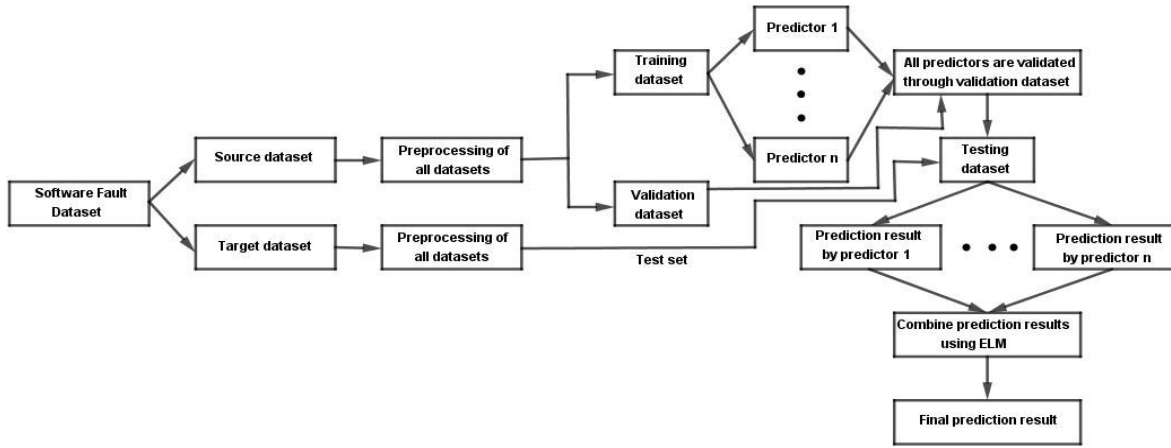 Software Fault
Dataset
Source dataset
Target dataset
Preprocessing of
all datasets
Preprocessing of
all datasets
Test set
Training
dataset
Validation
dataset
Predictor 1
Predictor n
All predictors are validated
through validation dataset
Testing
dataset
Prediction result
by predictor 1
Prediction result
by predictor n
Combine prediction results
using ELM
Final prediction result